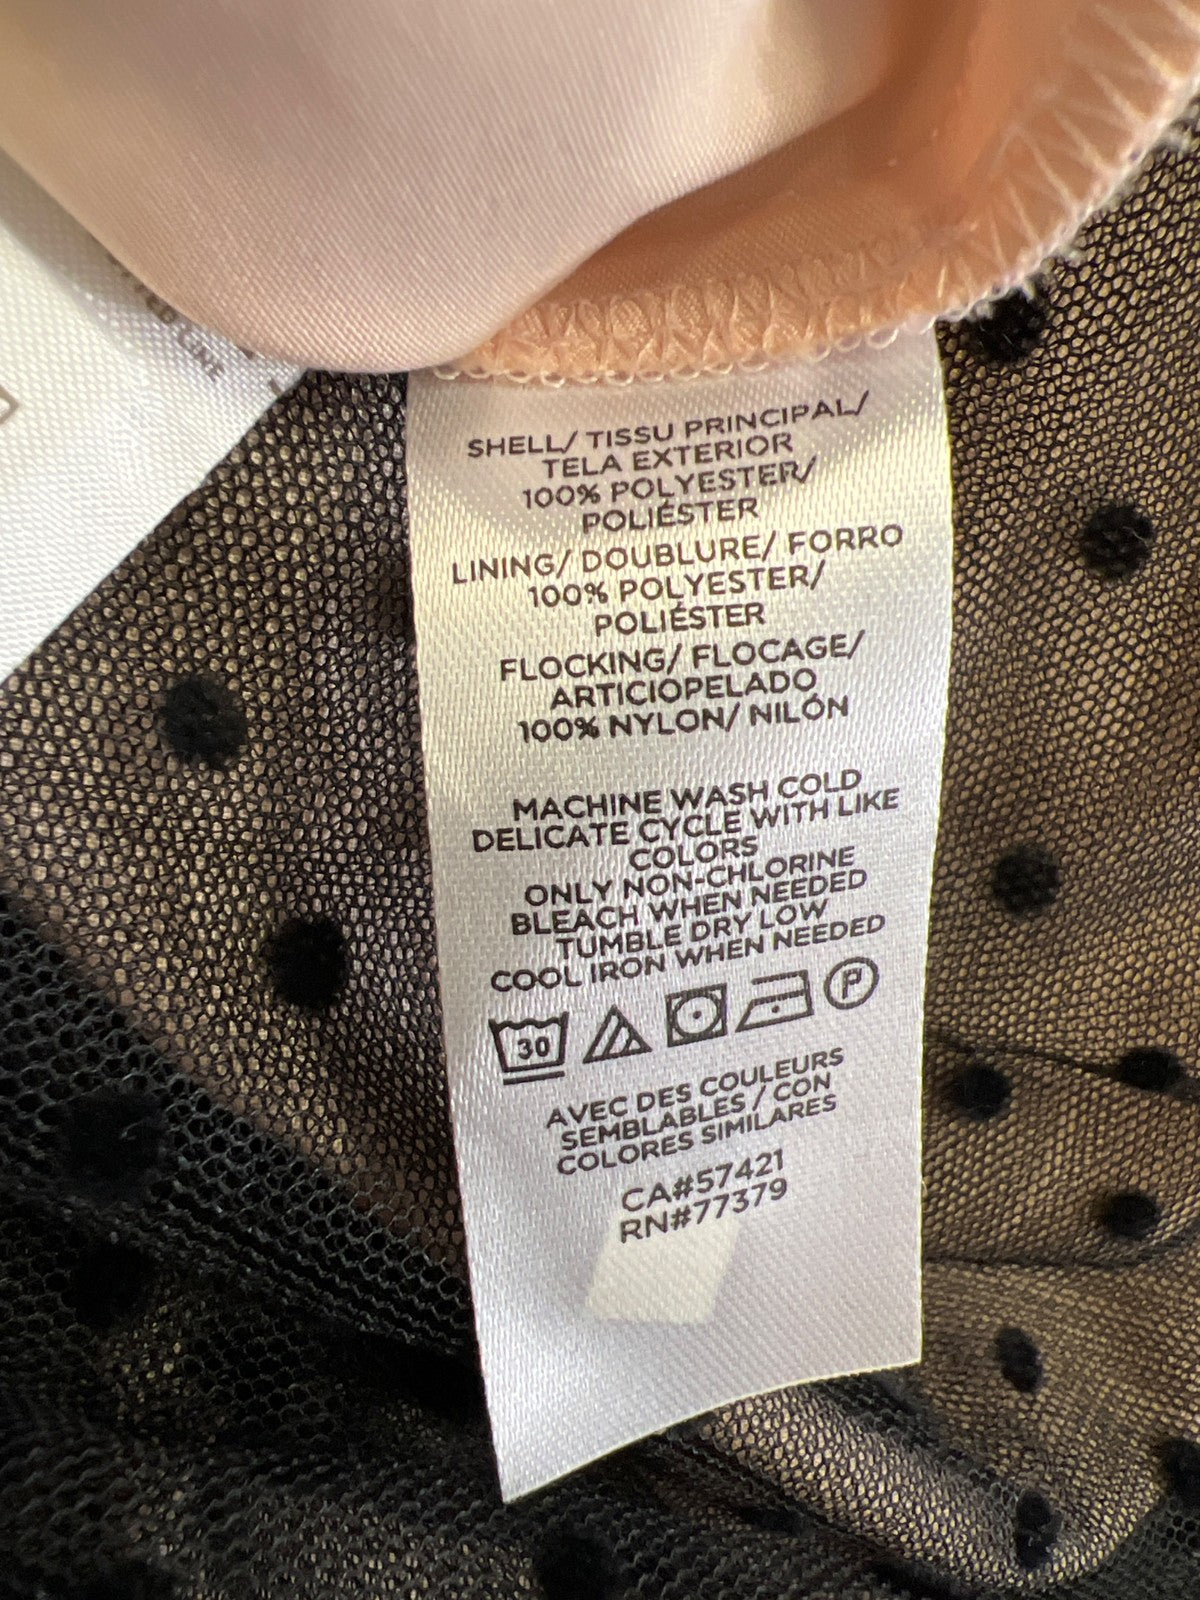 SHELL/ TISSU PRINCIPAL/
TELA EXTERIOR
100% POLYESTER/
POLIÉSTER
LINING/ DOUBLURE/ FORRO
100% POLYESTER/
POLIÉSTER
FLOCKING/ FLOCAGE/
ARTICIOPELADO
100% NYLON/ NILÓN
MACHINE WASH COLD
DELICATE CYCLE WITH LIKE
COLORS
ONLY NON-CHLORINE
BLEACH WHEN NEEDED
TUMBLE DRY LOW
COOL IRON WHEN NEEDED
30 P
AVEC DES COULEURS
SEMBLABLES / CON
COLORES SIMILARES
CA#57421
RN#77379